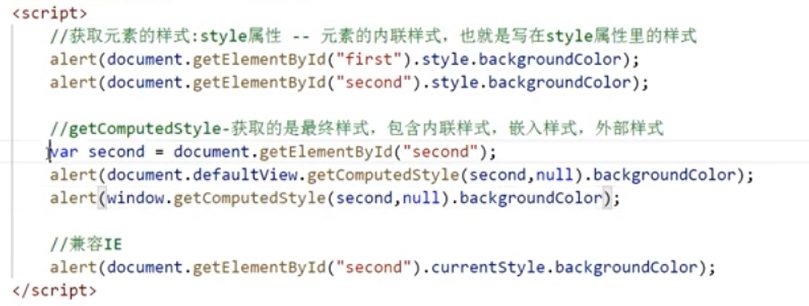 <script>
//获取元素的样式:style属性 -- 元素的内联样式，也就是写在style属性里的样式
alert(document.getElementById("first").style.backgroundColor);
alert(document.getElementById("second").style.backgroundColor);
//getComputedStyle-获取的是最终样式，包含内联样式，嵌入样式，外部样式
var second = document.getElementById("second");
alert(document.defaultView.getComputedStyle(second,null).backgroundColor);
alert(window.getComputedStyle(second,null).backgroundColor);
//兼容IE
alert(document.getElementById("second").currentStyle.backgroundColor);
</script>